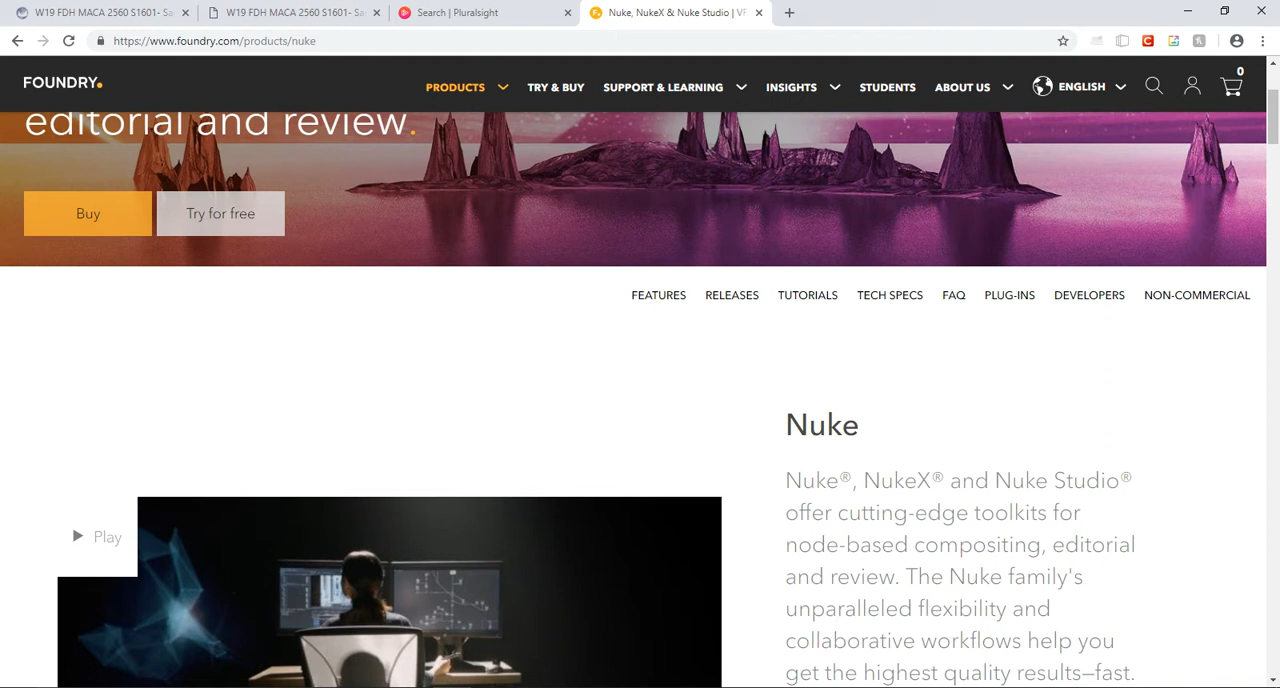 W19 FDH MACA 2560 S1601- Sa
W19 FDH MACA 2560 S1601- Sa
Search | Pluralsight
Nuke, NukeX & Nuke Studio | VF
https://www.foundry.com/products/nuke
FOUNDRY.
PRODUCTS
TRY & BUY
SUPPORT & LEARNING
INSIGHTS
STUDENTS
ABOUT US
ENGLISH
0
editorial and review.
Buy
Try for free
FEATURES
RELEASES
TUTORIALS
TECH SPECS
FAQ
PLUG-INS
DEVELOPERS
NON-COMMERCIAL
Nuke
Nuke®, NukeX® and Nuke Studio®
offer cutting-edge toolkits for
node-based compositing, editorial
and review. The Nuke family's
unparalleled flexibility and
collaborative workflows help you
get the highest quality results—fast.
Play